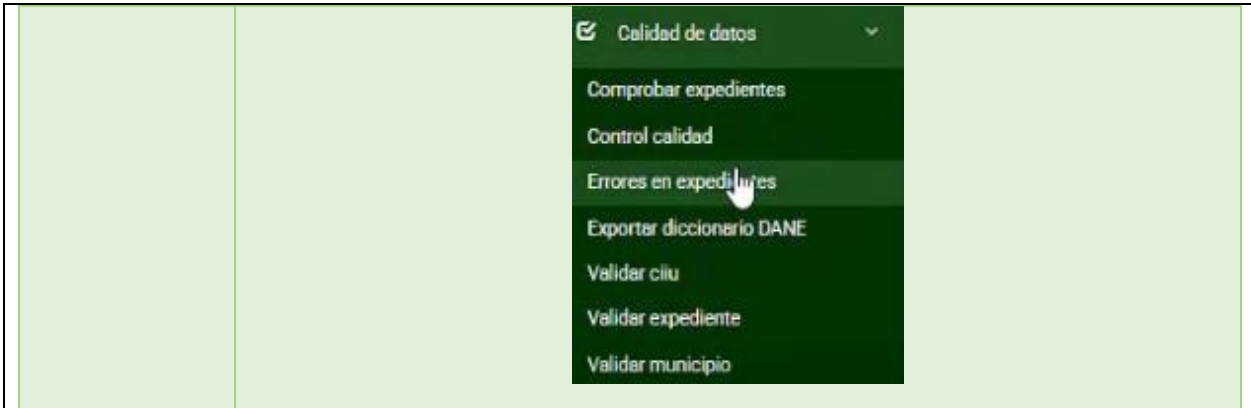 Calidad de datos
Comprobar expedientes
Control calidad
Errores en expedientes
Exportar diccionario DANE
Validar ciiu
Validar expediente
Validar municipio